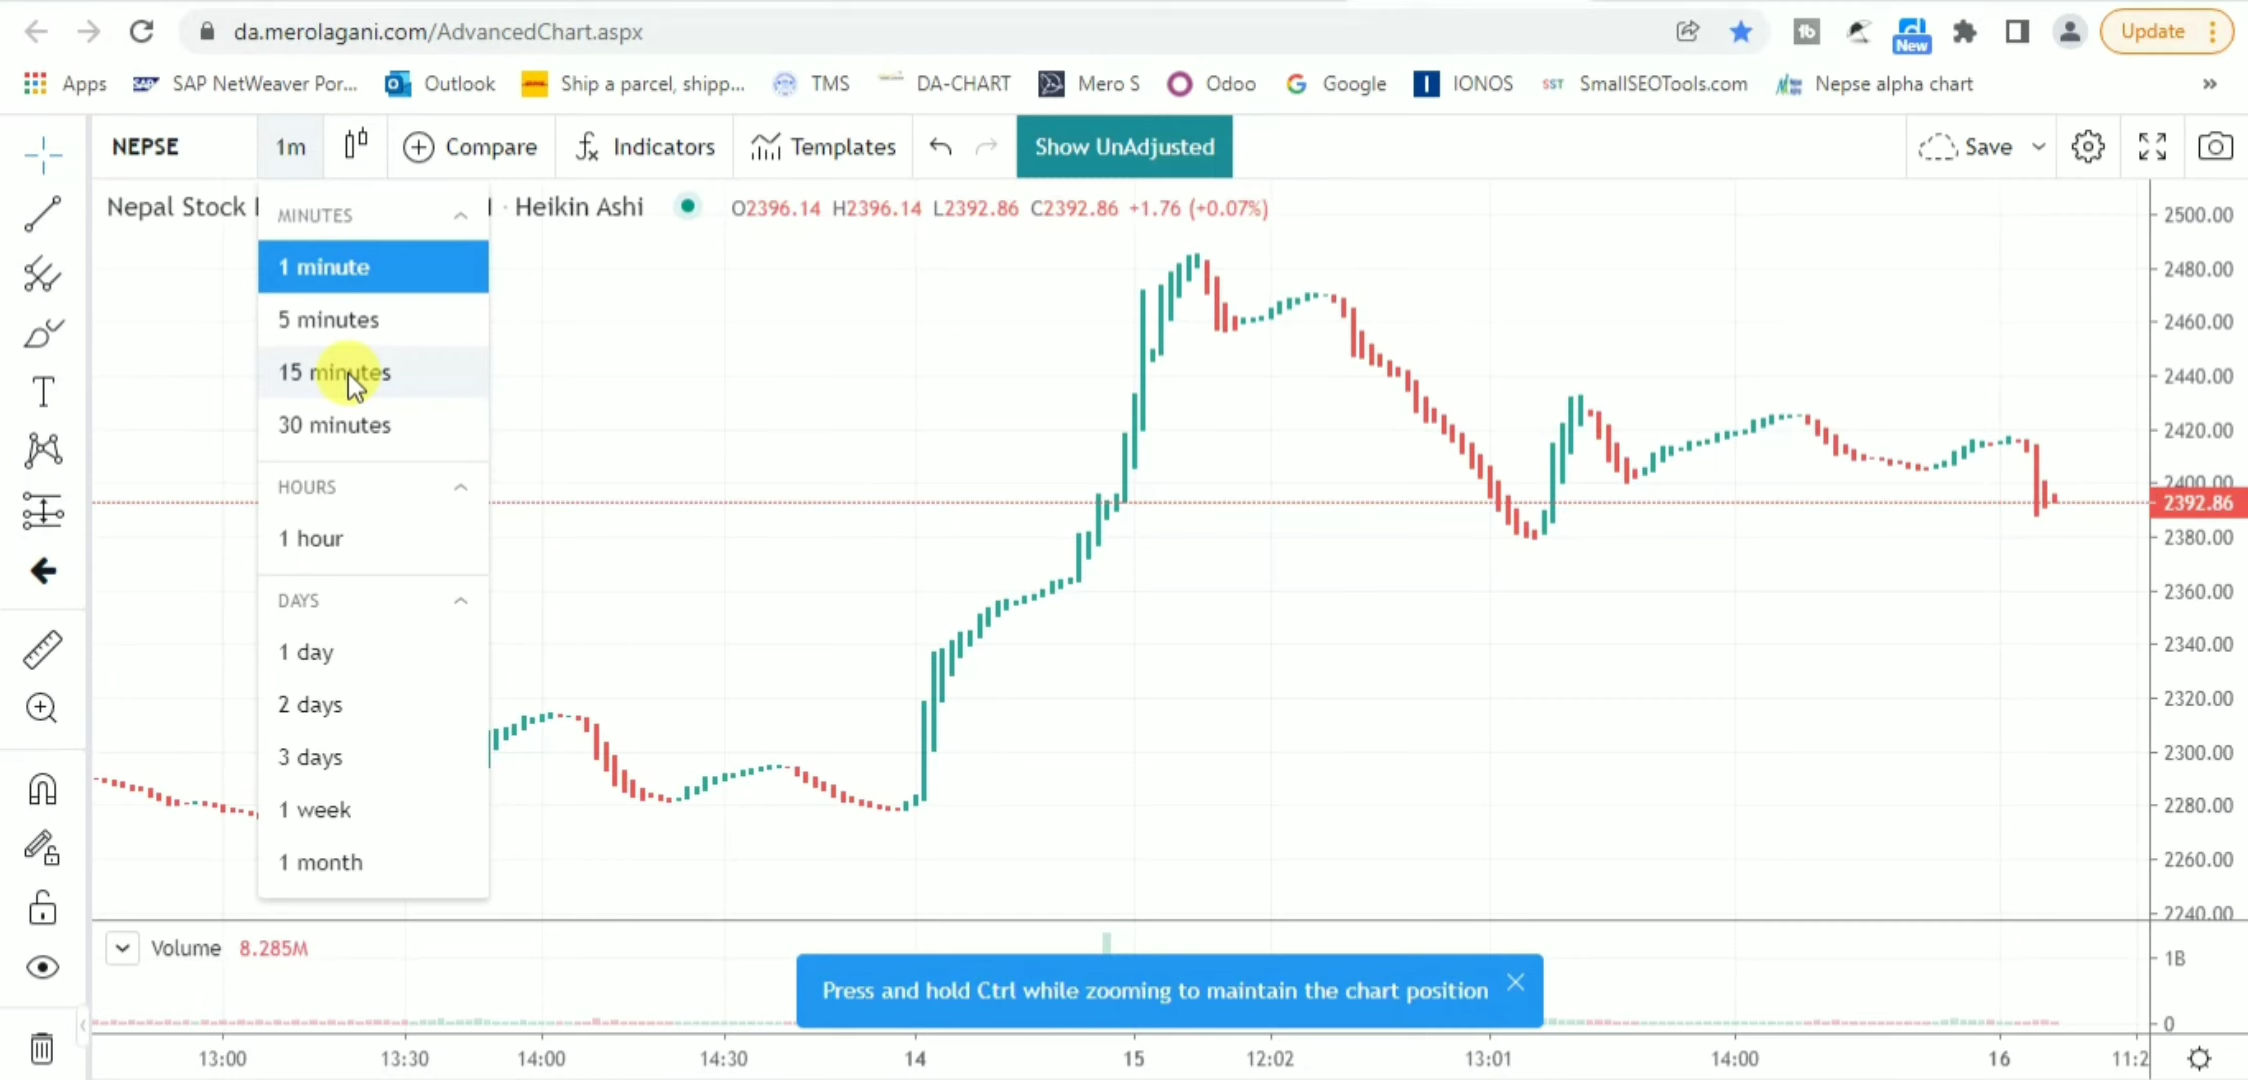 da.merolagani.com/AdvancedChart.aspx
New
Update
Apps
SAP NetWeaver Por...
Outlook
Ship a parcel, shipp...
TMS
DA-CHART
Mero S
Odoo
Google
IONOS
SST SmallSEOTools.com
Nepse alpha chart
»
NEPSE
1m
Compare
fx Indicators
Templates
Show UnAdjusted
Save
Nepal Stock
· Heikin Ashi
O2396.14 H2396.14 L2392.86 C2392.86 +1.76 (+0.07%)
MINUTES
1 minute
5 minutes
15 minutes
30 minutes
HOURS
1 hour
DAYS
1 day
2 days
3 days
1 week
1 month
2500.00
2480.00
2460.00
2440.00
2420.00
2400.00
2392.86
2380.00
2360.00
2340.00
2320.00
2300.00
2280.00
2260.00
2240.00
Volume 8.285M
Press and hold Ctrl while zooming to maintain the chart position
1B
0
13:00
13:30
14:00
14:30
14
15
12:02
13:01
14:00
16
11:2